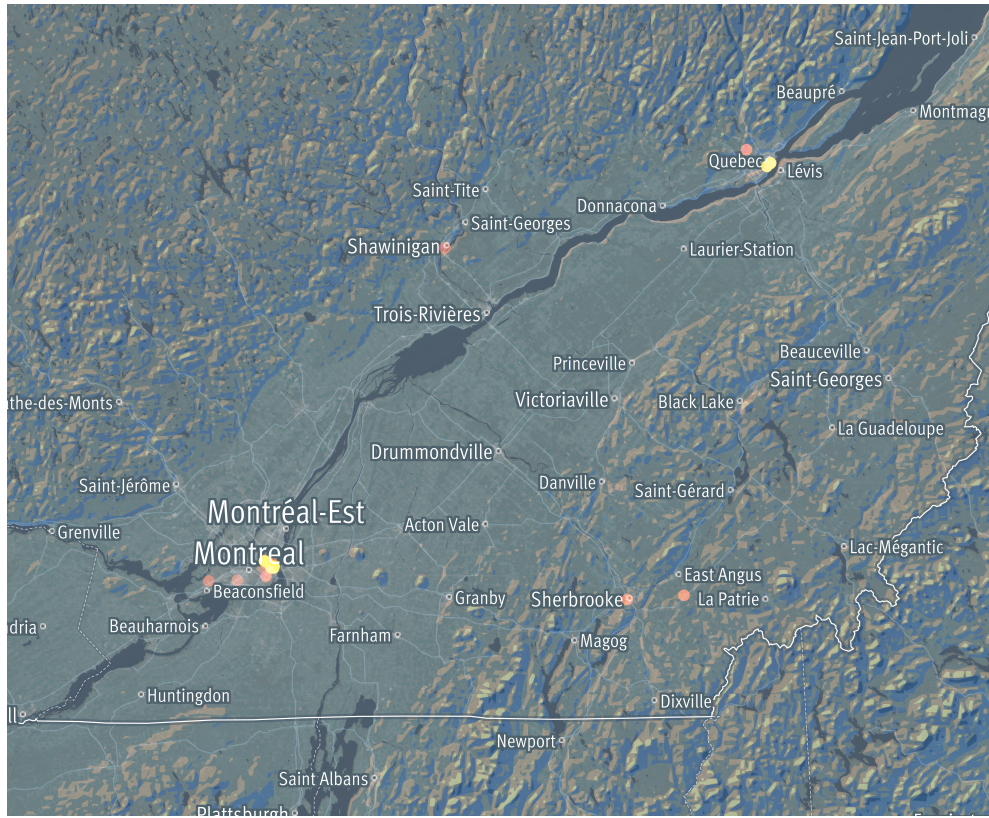 Saint-Jean-Port-Joli
Beaupré
Montmagn
Quebec
Lévis
Saint-Tite
Donnacona
Saint-Georges
Shawinigan
Laurier-Station
Trois-Rivières
Beauceville
Princeville
Saint-Georges
Victoriaville
Black Lake
the-des-Monts
La Guadeloupe
Drummondville
Saint-Jérôme
Danville
Saint-Gérard
Montréal-Est
Acton Vale
Grenville
Lac-Mégantic
Montreal
East Angus
Beaconsfield
Granby
Sherbrooke
La Patrie
dria
Beauharnois
Farnham
Magog
Huntingdon
Dixville
ll
Newport
Saint Albans
Plattsburgh